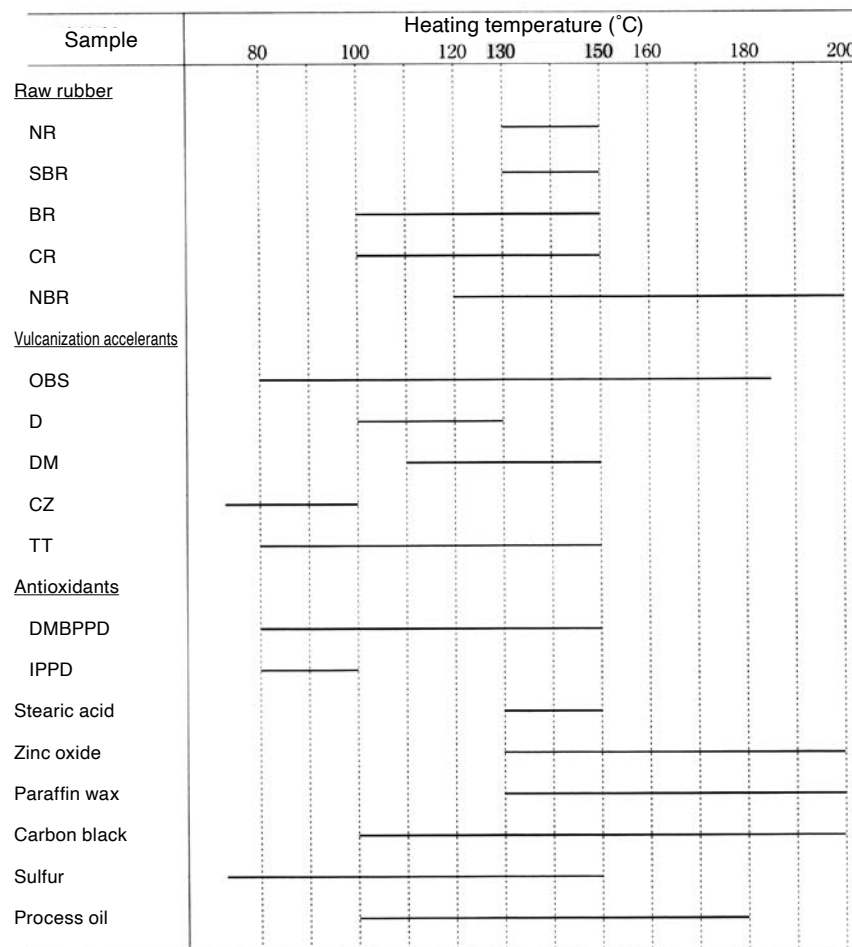 Heating temperature (˚C)
Sample
80 100 120 130 150 160 180 200
Raw rubber
NR
SBR
BR
CR
NBR
Vulcanization accelerants
OBS
D
DM
CZ
TT
Antioxidants
DMBPPD
IPPD
Stearic acid
Zinc oxide
Paraffin wax
Carbon black
Sulfur
Process oil